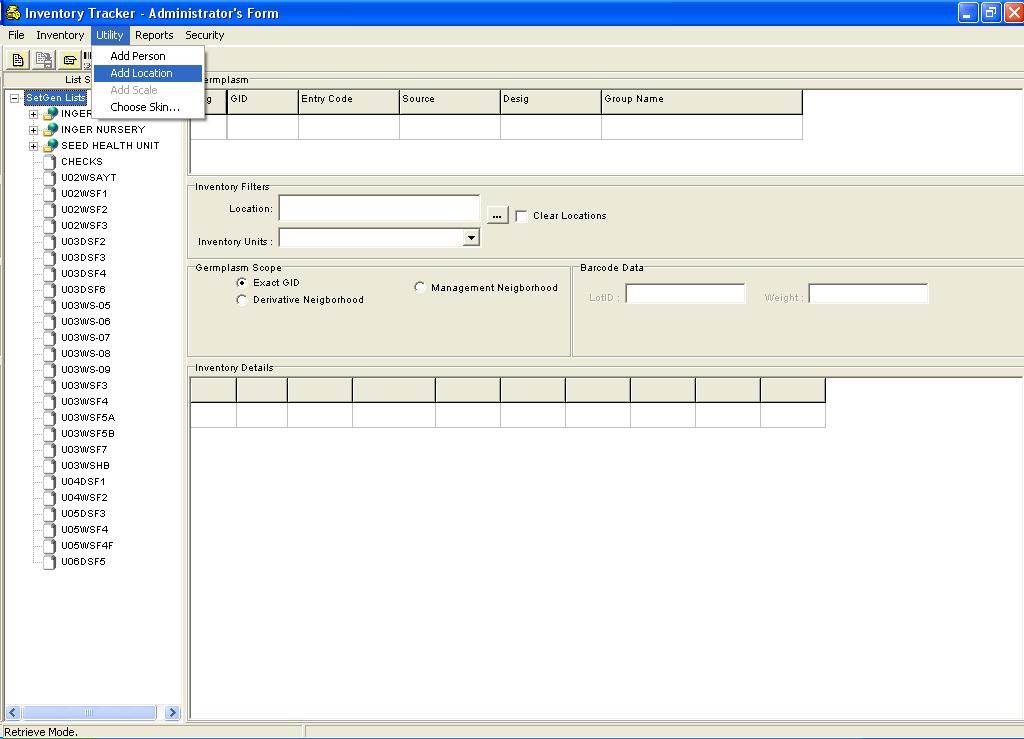 Inventory Tracker - Administrator's Form
File Inventory Utility Reports Security
Add Person
Add Location
Add Scale
Choose Skin...
List S
SetGen Lists
INGER
INGER NURSERY
SEED HEALTH UNIT
CHECKS
U02WSAYT
U02WSF1
U02WSF2
U02WSF3
U03DSF2
U03DSF3
U03DSF4
U03DSF6
U03WS-05
U03WS-06
U03WS-07
U03WS-08
U03WS-09
U03WSF3
U03WSF4
U03WSF5A
U03WSF5B
U03WSF7
U03WSHB
U04DSF1
U04WSF2
U05DSF3
U05WSF4
U05WSF4F
U06DSF5
ermplasm
g GID Entry Code Source Desig Group Name
Inventory Filters
Location: ... Clear Locations
Inventory Units :
Germplasm Scope
Exact GID
Management Neigborhood
Derivative Neigborhood
Barcode Data
LotID : Weight :
Inventory Details
Retrieve Mode.